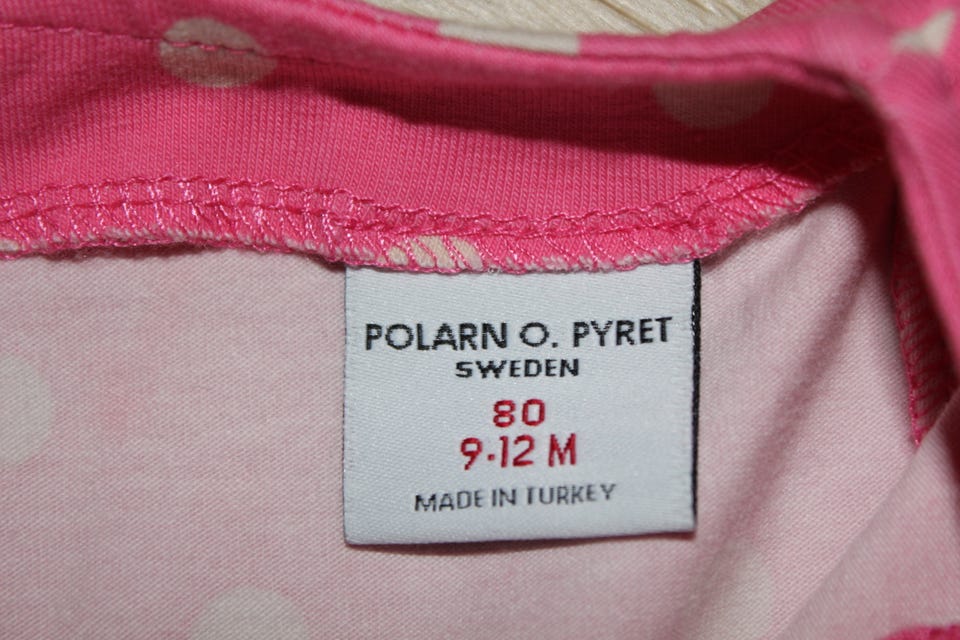 POLARN O. PYRET
SWEDEN
80
9-12 M
MADE IN TURKEY